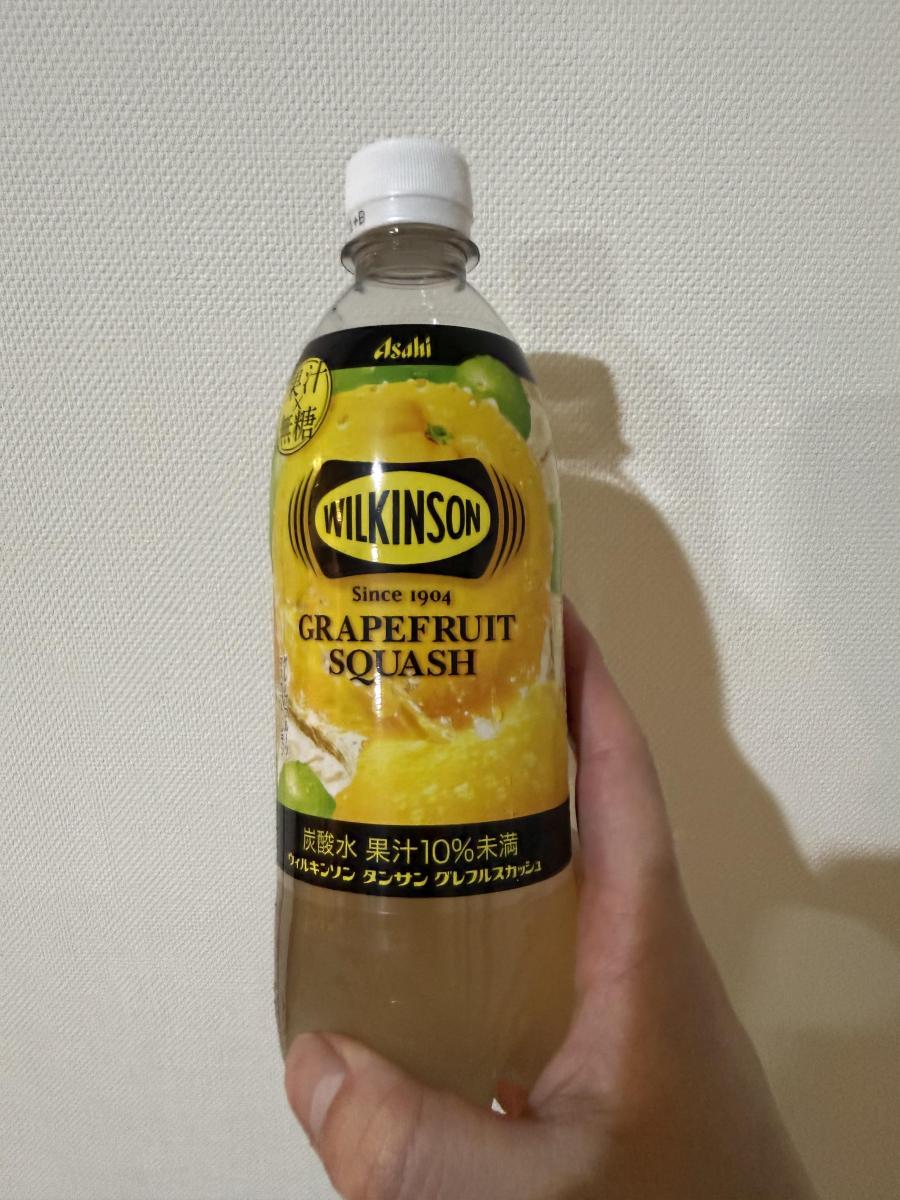 +B
Asahi
果汁
×
無糖
WILKINSON
Since 1904
GRAPEFRUIT
SQUASH
炭酸水 果汁10%未満
ウィルキンソン タンサン グレフルスカッシュ